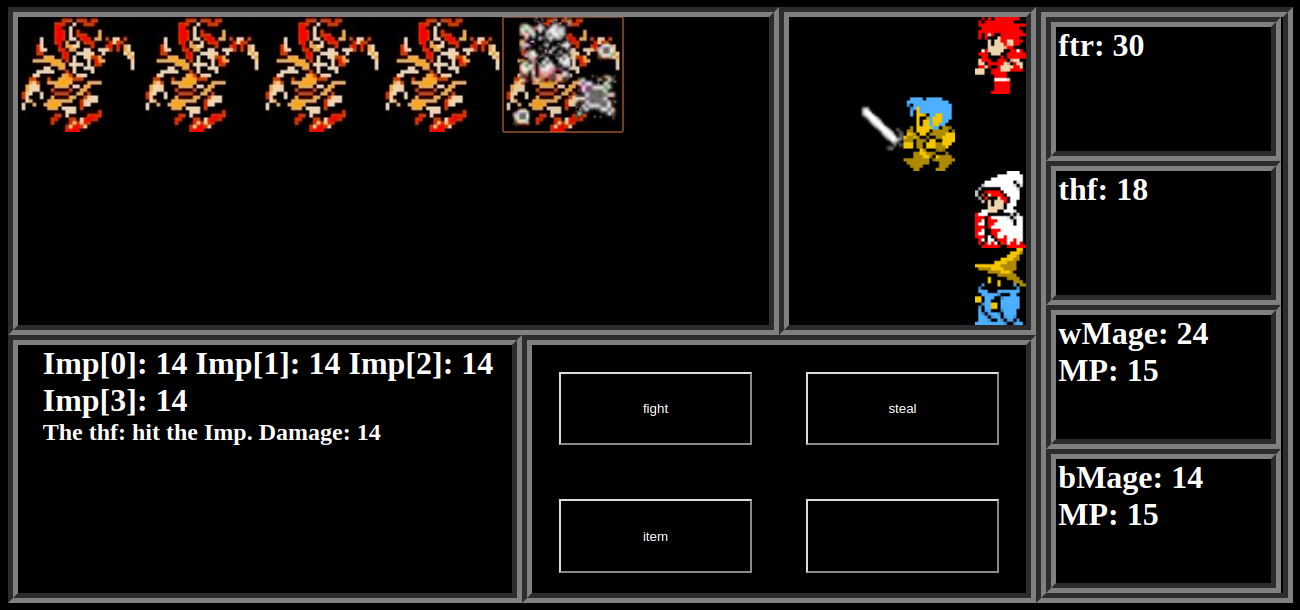 ftr: 30
thf: 18
wMage: 24
MP: 15
bMage: 14
MP: 15
Imp[0]: 14 Imp[1]: 14 Imp[2]: 14
Imp[3]: 14
The thf: hit the Imp. Damage: 14
fight
steal
item